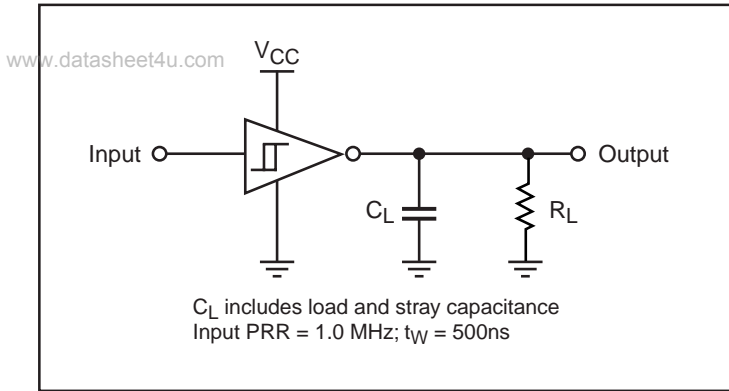 www.datasheet4u.com
VCC
Input
Output
CL
RL
CL includes load and stray capacitance
Input PRR = 1.0 MHz; tW = 500ns